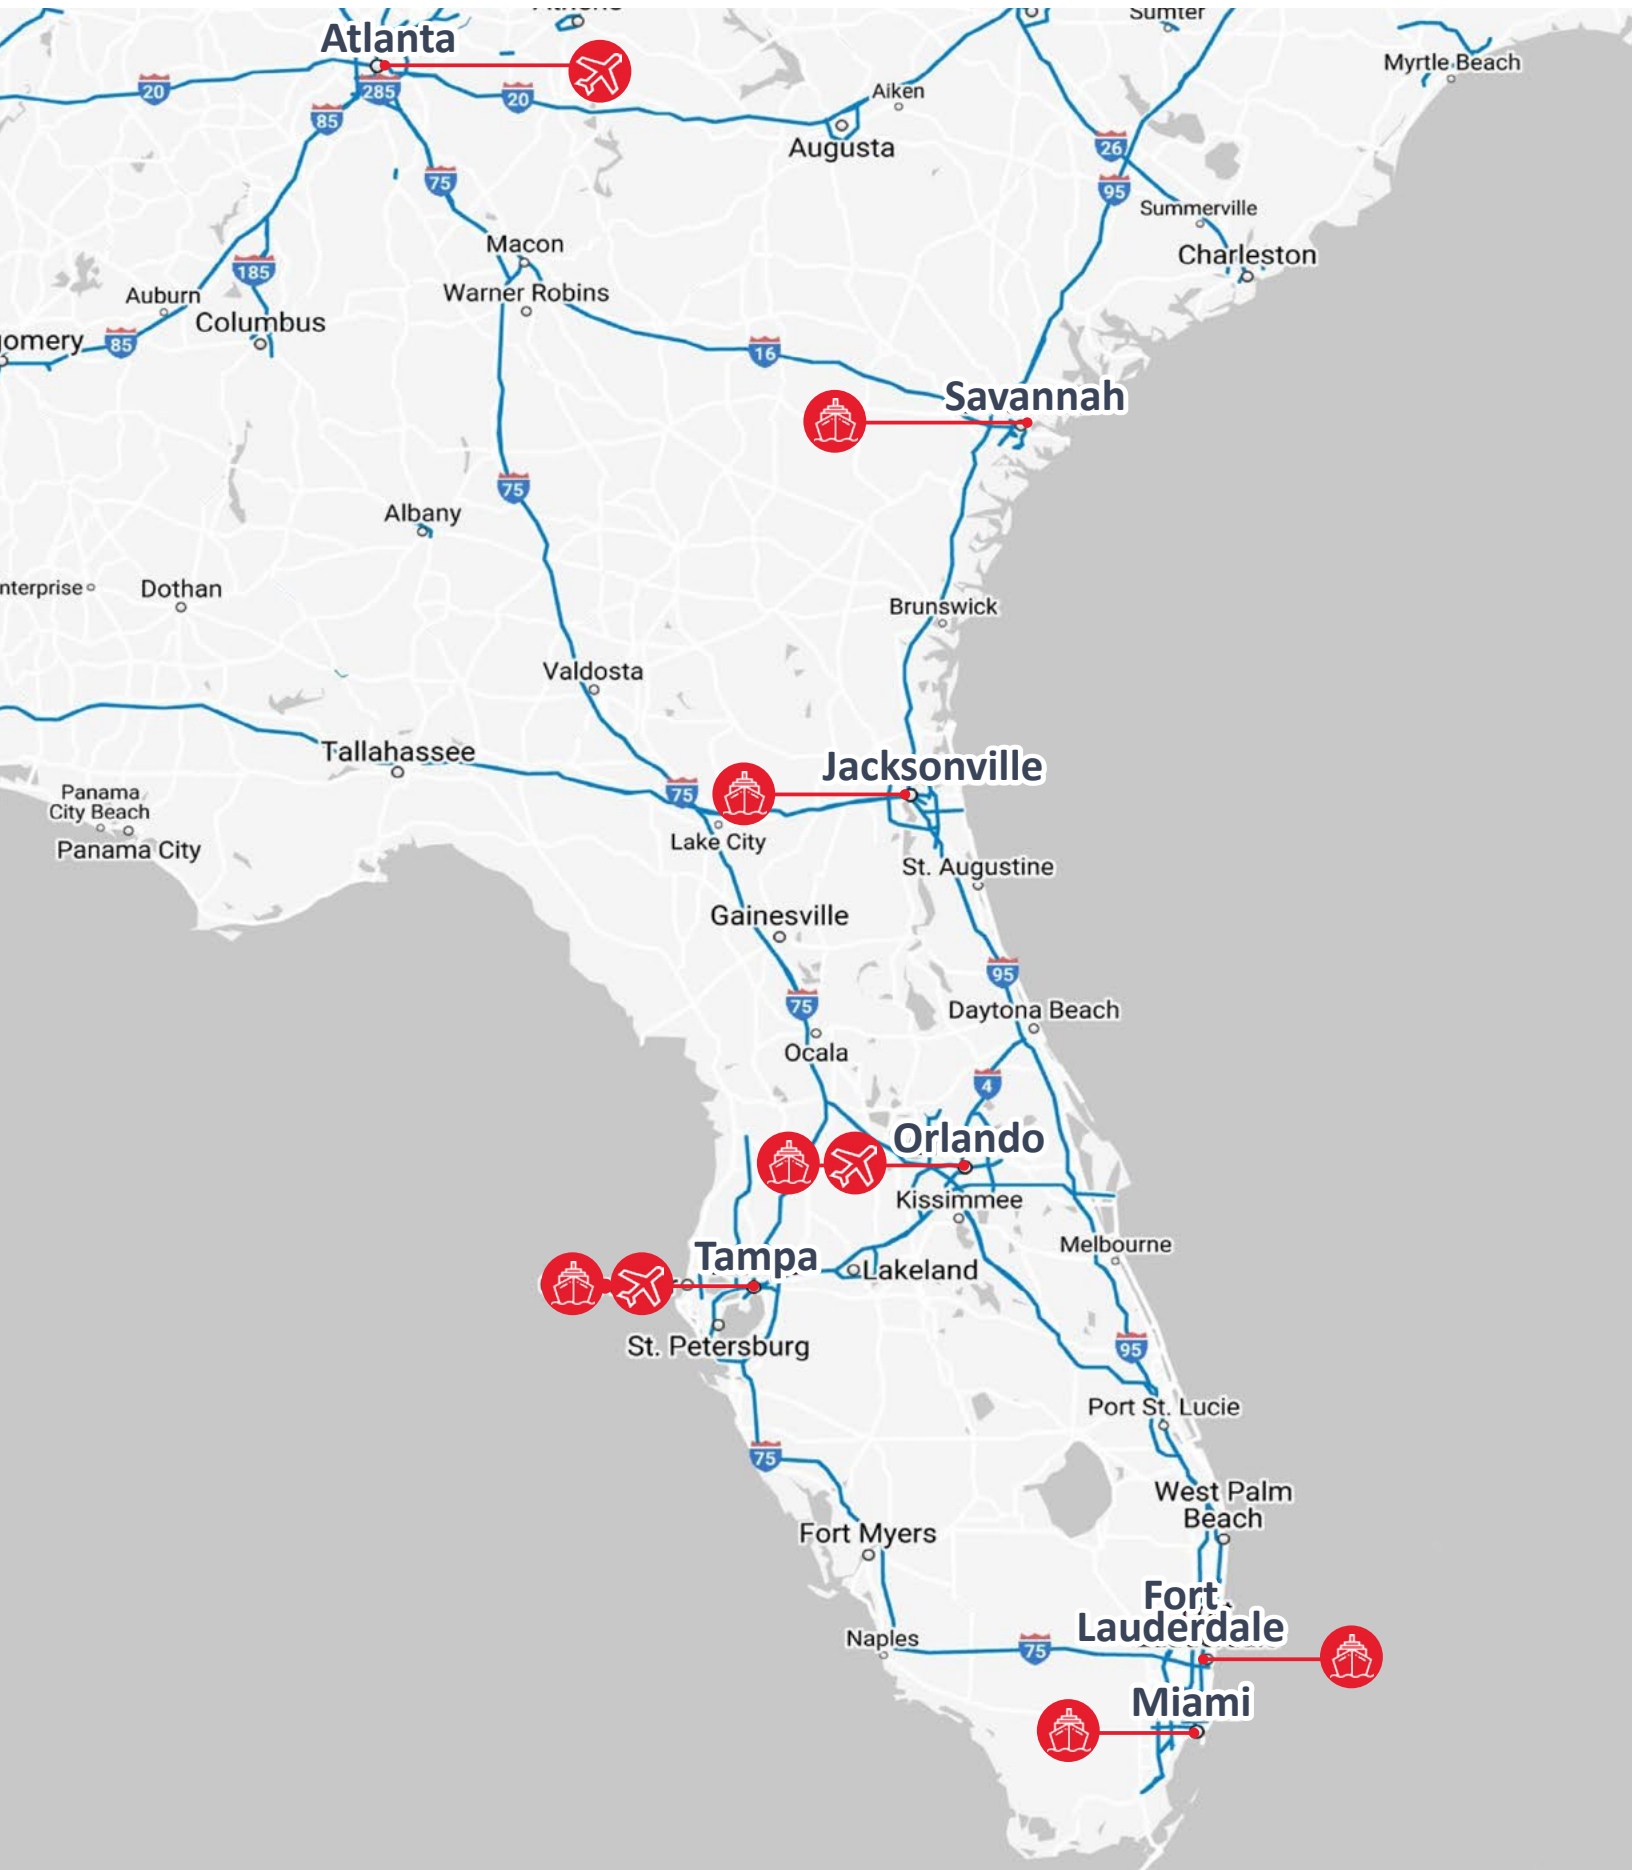 Sumter
Atlanta
Myrtle Beach
20
285
20
Aiken
85
Augusta
26
75
95
Summerville
Macon
Charleston
185
Warner Robins
Auburn
Columbus
85
16
Savannah
75
Albany
Dothan
Brunswick
Valdosta
Tallahassee
Jacksonville
75
Panama
City Beach
Lake City
Panama City
St. Augustine
Gainesville
95
75
Daytona Beach
Ocala
4
Orlando
Kissimmee
Melbourne
Tampa
Lakeland
St. Petersburg
95
Port St. Lucie
75
West Palm
Beach
Fort Myers
Fort
Lauderdale
Naples
75
Miami